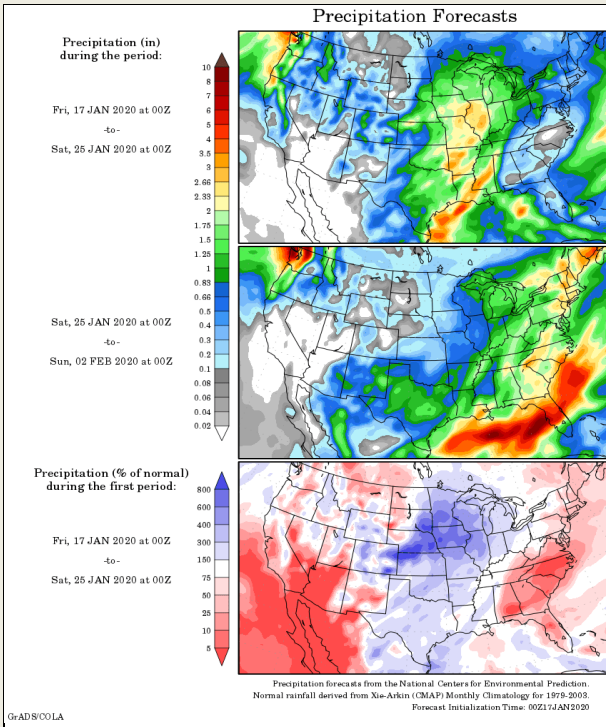 Precipitation Forecasts
Precipitation (in)
during the period:
Fri, 17 JAN 2020 at 00Z
-to-
Sat, 25 JAN 2020 at 00Z
10
8
7
6
5
4
3.5
3
2.66
2.33
2
1.75
1.5
1.25
1
0.83
0.66
0.5
0.4
0.3
0.2
0.1
0.08
0.06
0.04
0.02
Sat, 25 JAN 2020 at 00Z
-to-
Sun, 02 FEB 2020 at 00Z
Precipitation (% of normal)
during the first period:
Fri, 17 JAN 2020 at 00Z
-to-
Sat, 25 JAN 2020 at 00Z
800
600
400
300
150
75
50
25
10
5
Precipitation forecasts from the National Centers for Environmental Prediction.
Normal rainfall derived from Xie-Arkin (CMAP) Monthly Climatology for 1979-2003.
Forecast Initialization Time: 00Z17JAN2020
GrADS/COLA